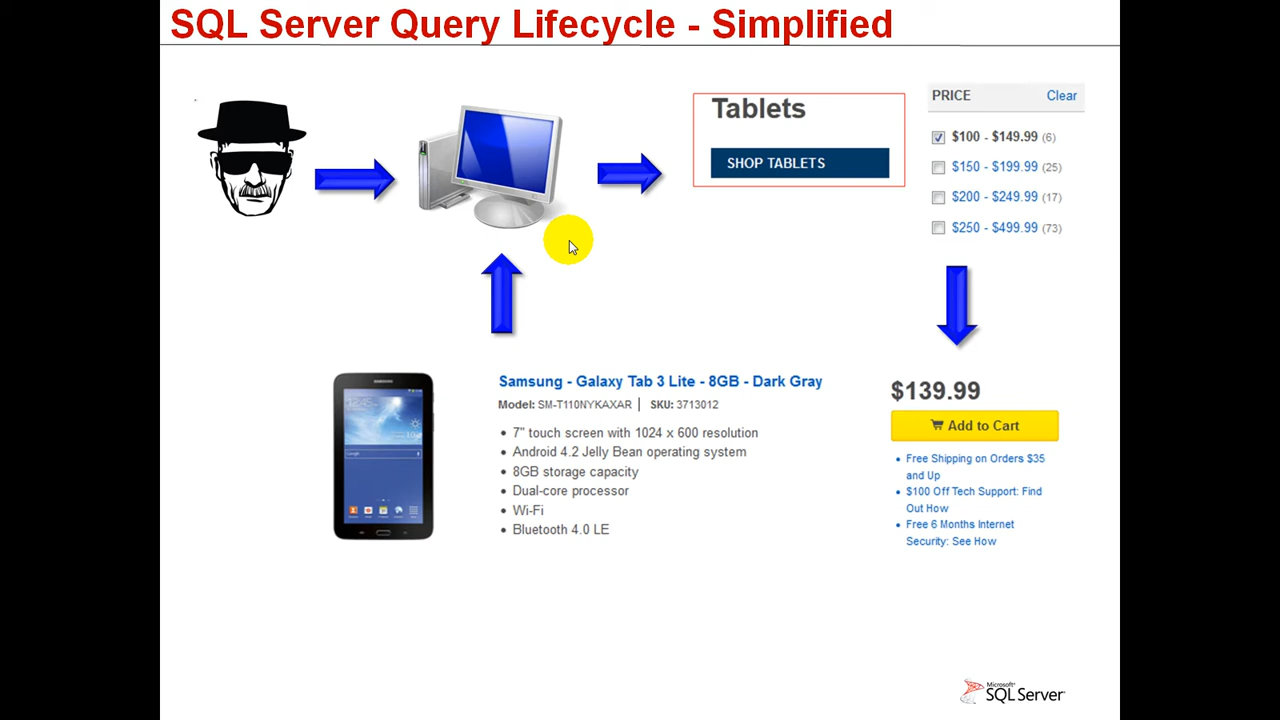 SQL Server Query Lifecycle - Simplified
Tablets
SHOP TABLETS
PRICE
Clear
$100 - $149.99 (6)
$150 - $199.99 (25)
$200 - $249.99 (17)
$250 - $499.99 (73)
Samsung - Galaxy Tab 3 Lite - 8GB - Dark Gray
Model: SM-T110NYKAXAR | SKU: 3713012
• 7" touch screen with 1024 x 600 resolution
• Android 4.2 Jelly Bean operating system
• 8GB storage capacity
• Dual-core processor
• Wi-Fi
• Bluetooth 4.0 LE
$139.99
Add to Cart
• Free Shipping on Orders $35
and Up
• $100 Off Tech Support: Find
Out How
• Free 6 Months Internet
Security: See How
Microsoft
SQL Server